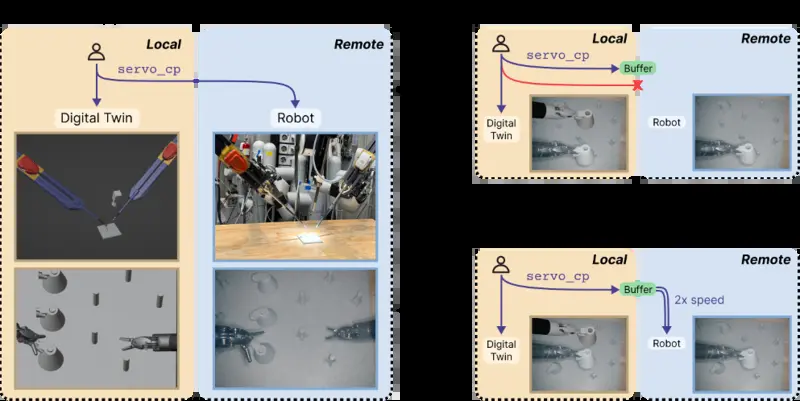 Local
Remote
servo_cp
Digital Twin
Robot
Local
Remote
servo_cp
Buffer
Digital
Twin
Robot
Local
Remote
servo_cp
Buffer
2x speed
Digital
Twin
Robot